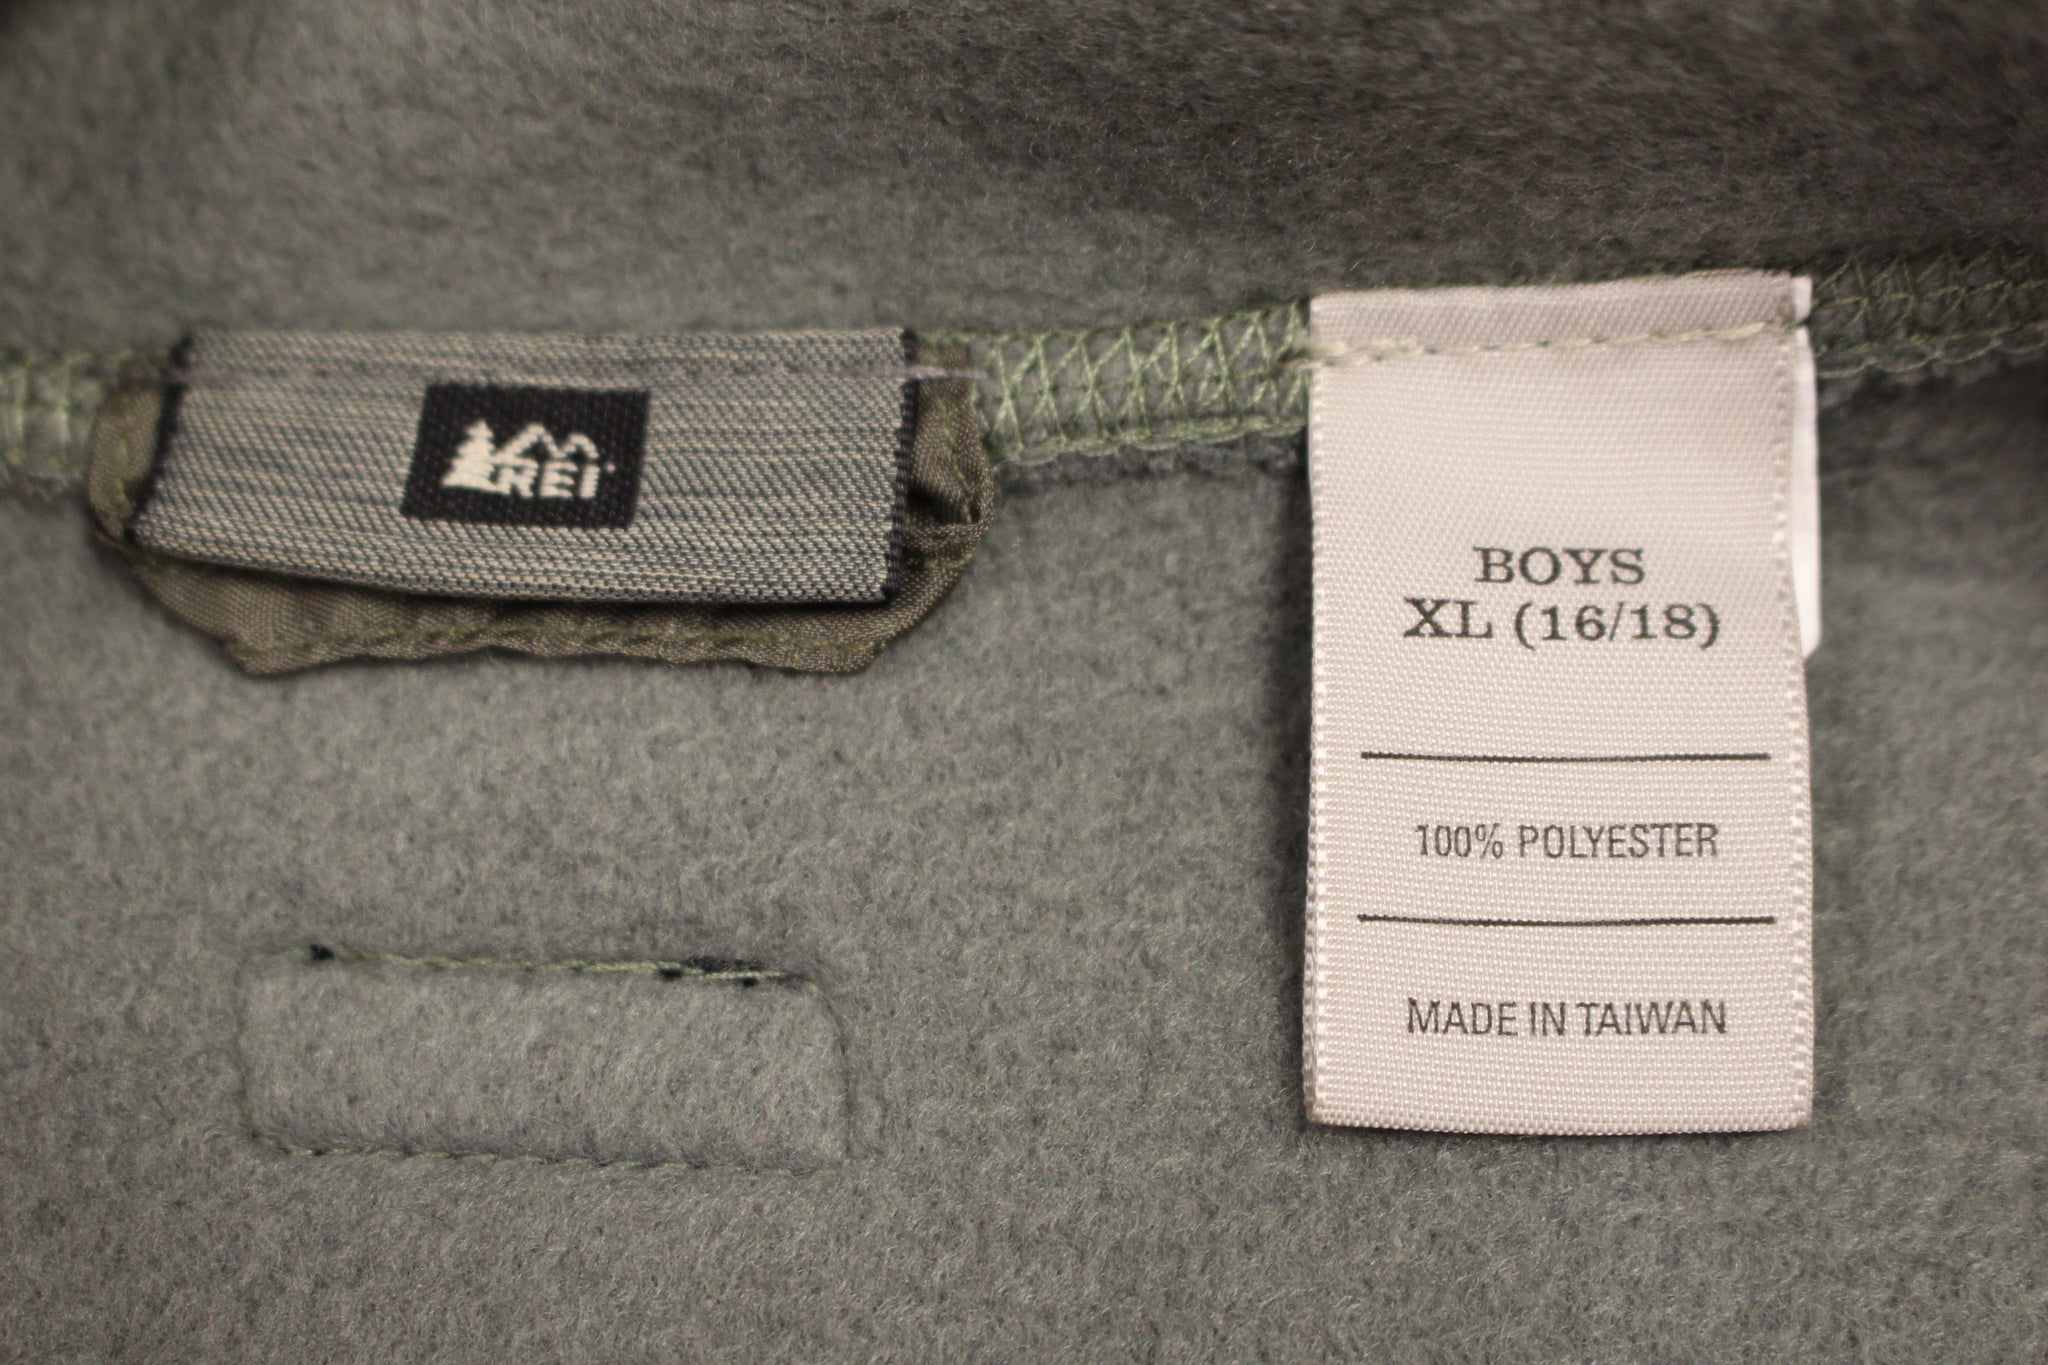 REI
BOYS
XL (16/18)
100% POLYESTER
MADE IN TAIWAN